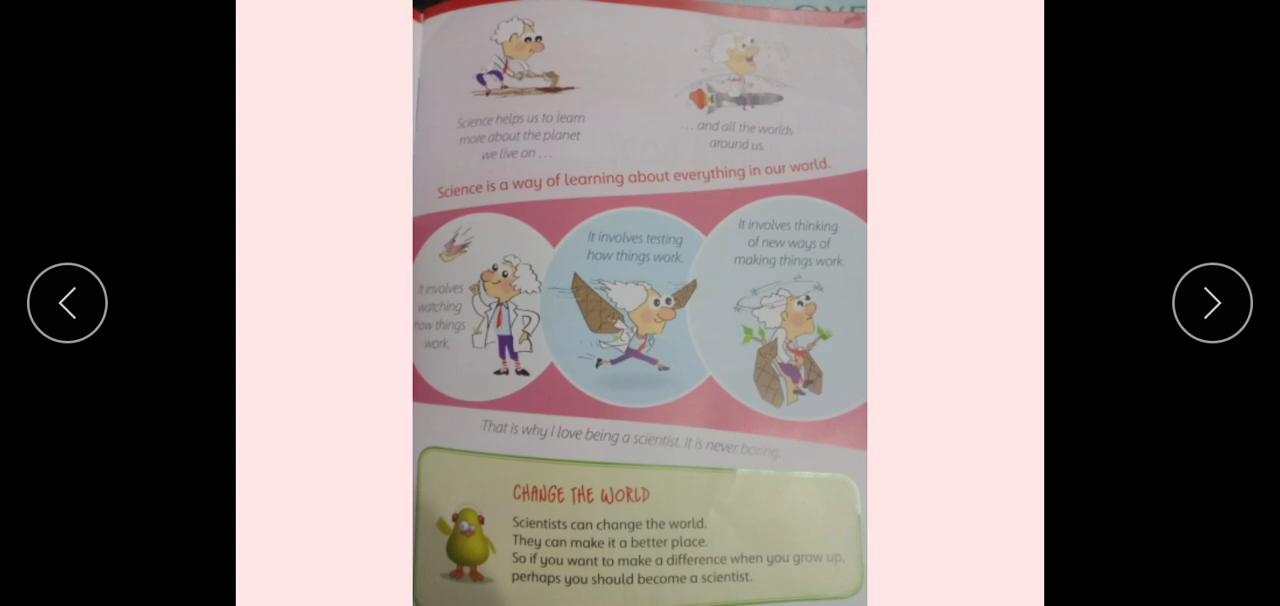 Science helps us to learn
more about the planet
we live on ...
... and all the worlds
around us.
Science is a way of learning about everything in our world.
It involves
watching
how things
work.
It involves testing
how things work.
It involves thinking
of new ways of
making things work.
That is why I love being a scientist. It is never boring.
CHANGE THE WORLD
Scientists can change the world.
They can make it a better place.
So if you want to make a difference when you grow up,
perhaps you should become a scientist.